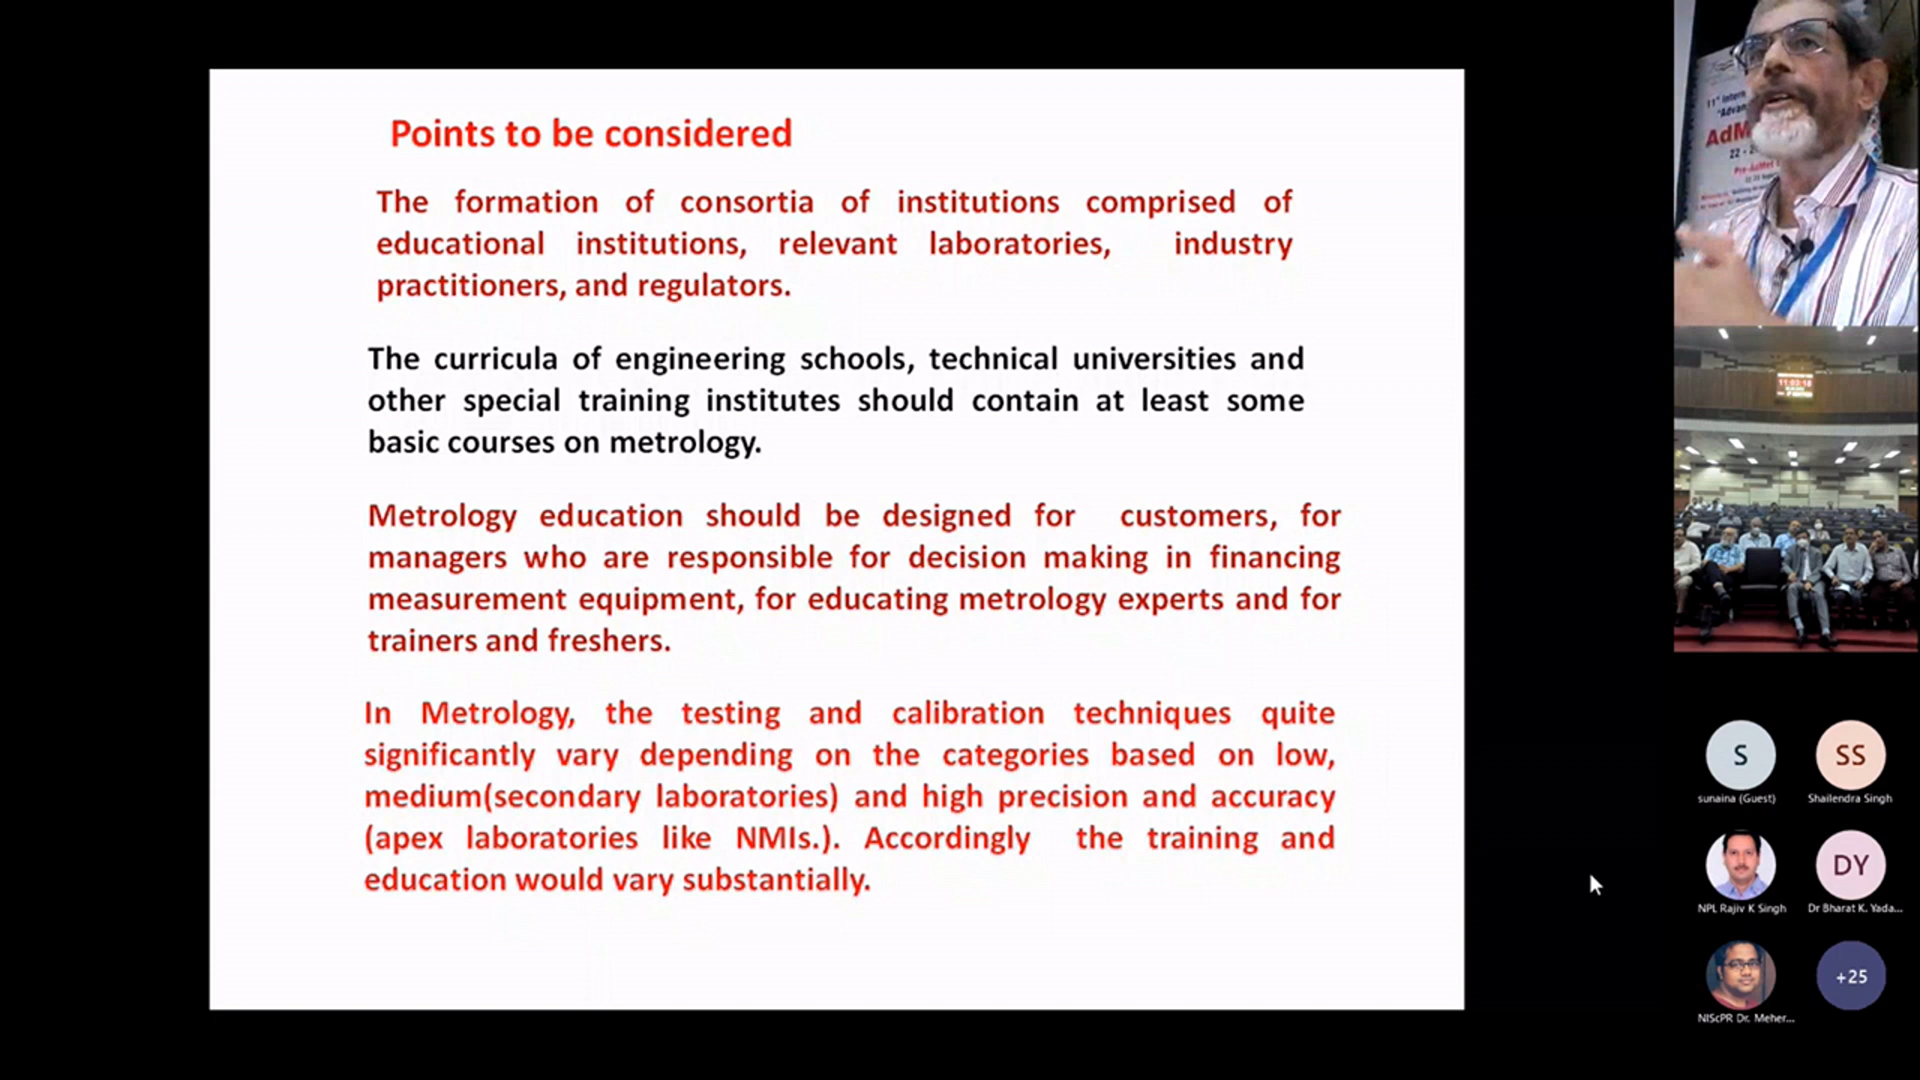 Points to be considered
The formation of consortia of institutions comprised of
educational institutions, relevant laboratories, industry
practitioners, and regulators.
The curricula of engineering schools, technical universities and
other special training institutes should contain at least some
basic courses on metrology.
Metrology education should be designed for customers, for
managers who are responsible for decision making in financing
measurement equipment, for educating metrology experts and for
trainers and freshers.
In Metrology, the testing and calibration techniques quite
significantly vary depending on the categories based on low,
medium(secondary laboratories) and high precision and accuracy
(apex laboratories like NMIs.). Accordingly the training and
education would vary substantially.
11th Intern
"Advan
AdM
22 - 2
S
SS
sunaina (Guest)
Shailendra Singh
NPL Rajiv K Singh
DY
Dr Bharat K. Yada...
NIScPR Dr. Meher...
+25